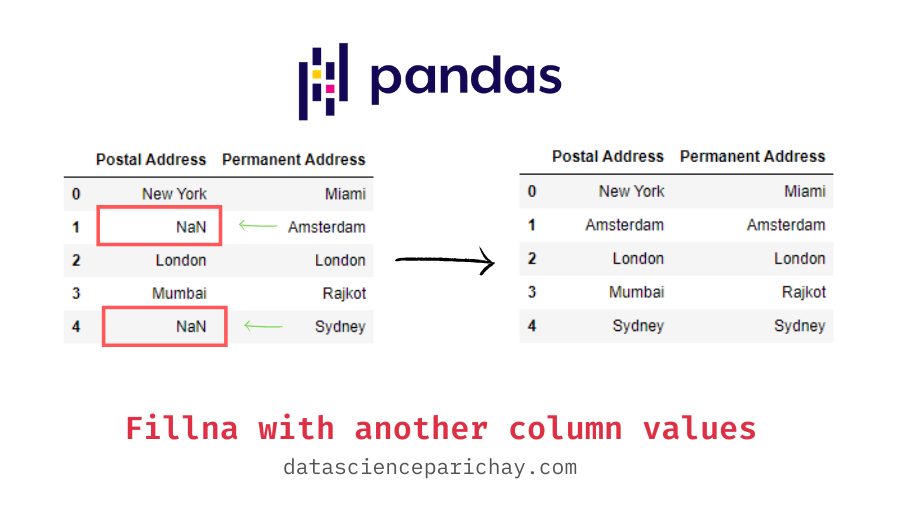 pandas
Postal Address Permanent Address
0 New York Miami
1 NaN Amsterdam
2 London London
3 Mumbai Rajkot
4 NaN Sydney
Postal Address Permanent Address
0 New York Miami
1 Amsterdam Amsterdam
2 London London
3 Mumbai Rajkot
4 Sydney Sydney
Fillna with another column values
datascienceparichay.com